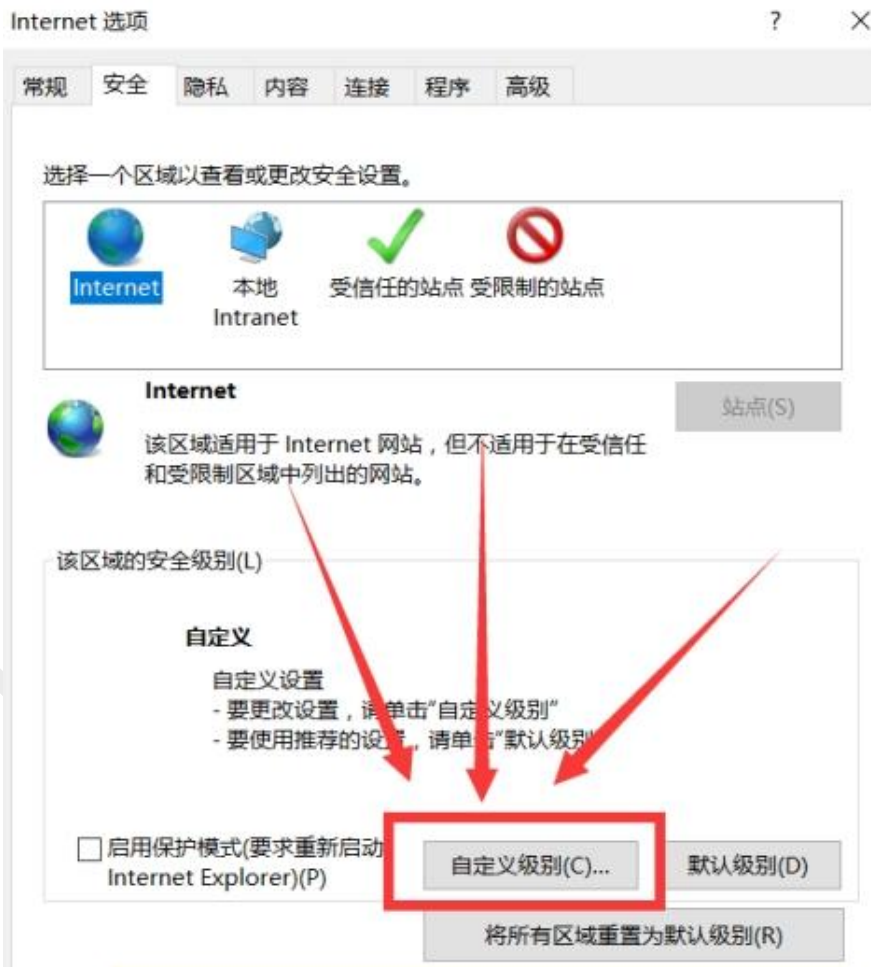 Internet 选项
常规 安全 隐私 内容 连接 程序 高级
选择一个区域以查看或更改安全设置。
Internet
本地
Intranet
受信任的站点
受限制的站点
Internet
站点(S)
该区域适用于 Internet 网站，但不适用于在受信任
和受限制区域中列出的网站。
该区域的安全级别(L)
自定义
自定义设置
- 要更改设置，请单击“自定义级别”
- 要使用推荐的设置，请单击“默认级别
启用保护模式(要求重新启动
Internet Explorer)(P)
自定义级别(C)...
默认级别(D)
将所有区域重置为默认级别(R)